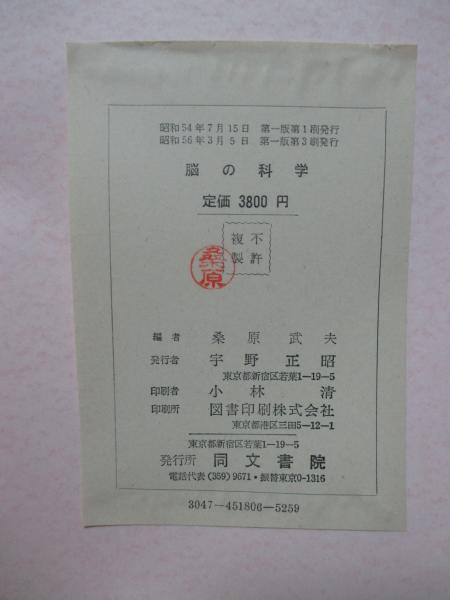 昭和54年7月15日　第一版第1刷発行
昭和56年3月5日　第一版第3刷発行
脳の科学
定価 3800 円
不許
複製
桑原
編者　桑原武夫
発行者　宇野正昭
東京都新宿区若葉1―19―5
印刷者　小林清
印刷所　図書印刷株式会社
東京都港区三田5―12―1
東京都新宿区若葉1―19―5
発行所　同文書院
電話代表（359）9671・振替東京0-1316
3047―451806―5259